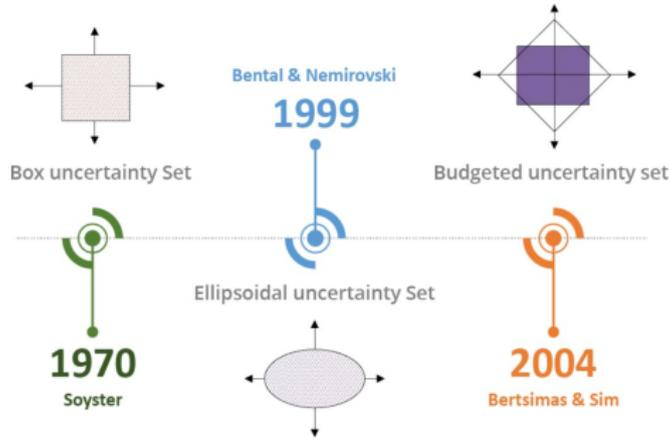 Bental & Nemirovski
1999
Box uncertainty Set
Budgeted uncertainty set
Ellipsoidal uncertainty Set
1970
Soyster
2004
Bertsimas & Sim